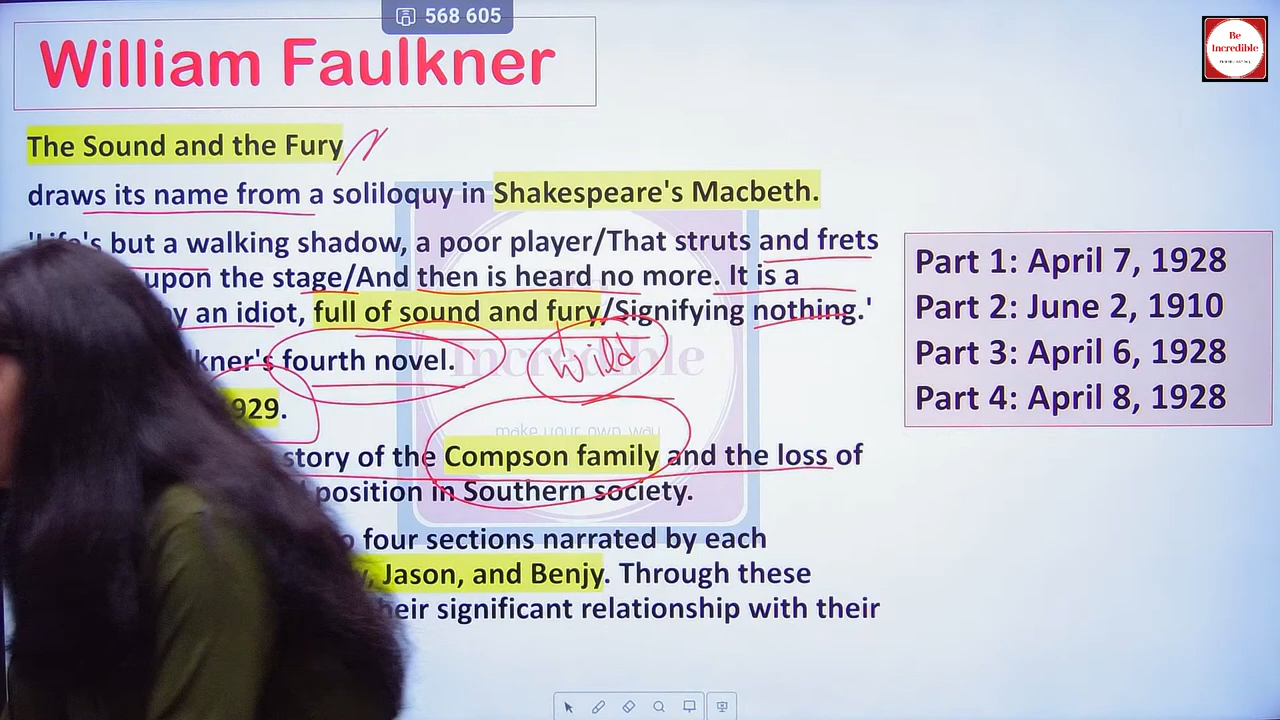 568 605
William Faulkner
Be
Incredible
The Sound and the Fury
draws its name from a soliloquy in Shakespeare's Macbeth.
but a walking shadow, a poor player/That struts and frets
upon the stage/And then is heard no more. It is a
an idiot, full of sound and fury/Signifying nothing.'
fourth novel.
wild
make your own way
Incredible
929.
story of the Compson family and the loss of
position in Southern society.
four sections narrated by each
Jason, and Benjy. Through these
significant relationship with their
Part 1: April 7, 1928
Part 2: June 2, 1910
Part 3: April 6, 1928
Part 4: April 8, 1928